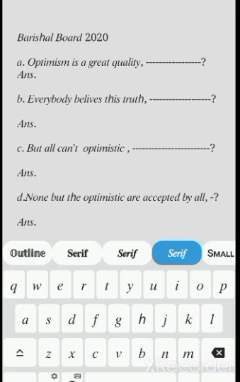 Barishal Board 2020
a. Optimism is a great quality, -----------------?
Ans.
b. Everybody belives this truth, -------------------?
Ans.
c. But all can't optimistic , ------------------------?
Ans.
d.None but the optimistic are accepted by all, -?
Ans.
Outline Serif Serif Serif SMALL
q w e r t y u i o p
a s d f g h j k l
z x c v b n m